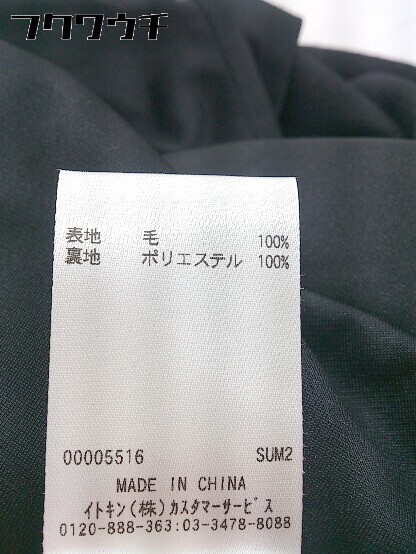 フクウウチ
表地 毛 100%
裏地 ポリエステル 100%
00005516 SUM2
MADE IN CHINA
イトキン(株)カスタマーサービス
0120-888-363:03-3478-8088